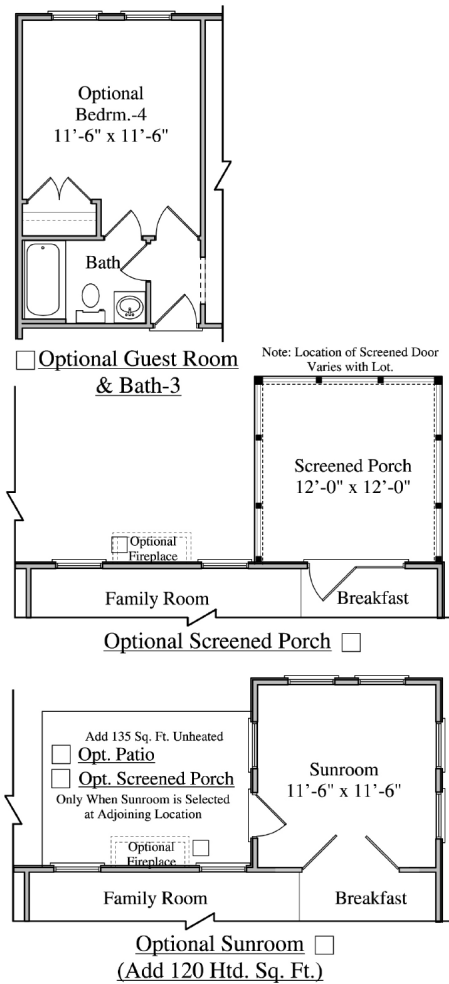 Optional
Bedrm.-4
11'-6" x 11'-6"
Bath
Optional Guest Room
& Bath-3
Note: Location of Screened Door
Varies with Lot.
Screened Porch
12'-0" x 12'-0"
Optional
Fireplace
Family Room
Breakfast
Optional Screened Porch
Add 135 Sq. Ft. Unheated
Opt. Patio
Opt. Screened Porch
Only When Sunroom is Selected
at Adjoining Location
Sunroom
11'-6" x 11'-6"
Optional
Fireplace
Family Room
Breakfast
Optional Sunroom
(Add 120 Htd. Sq. Ft.)